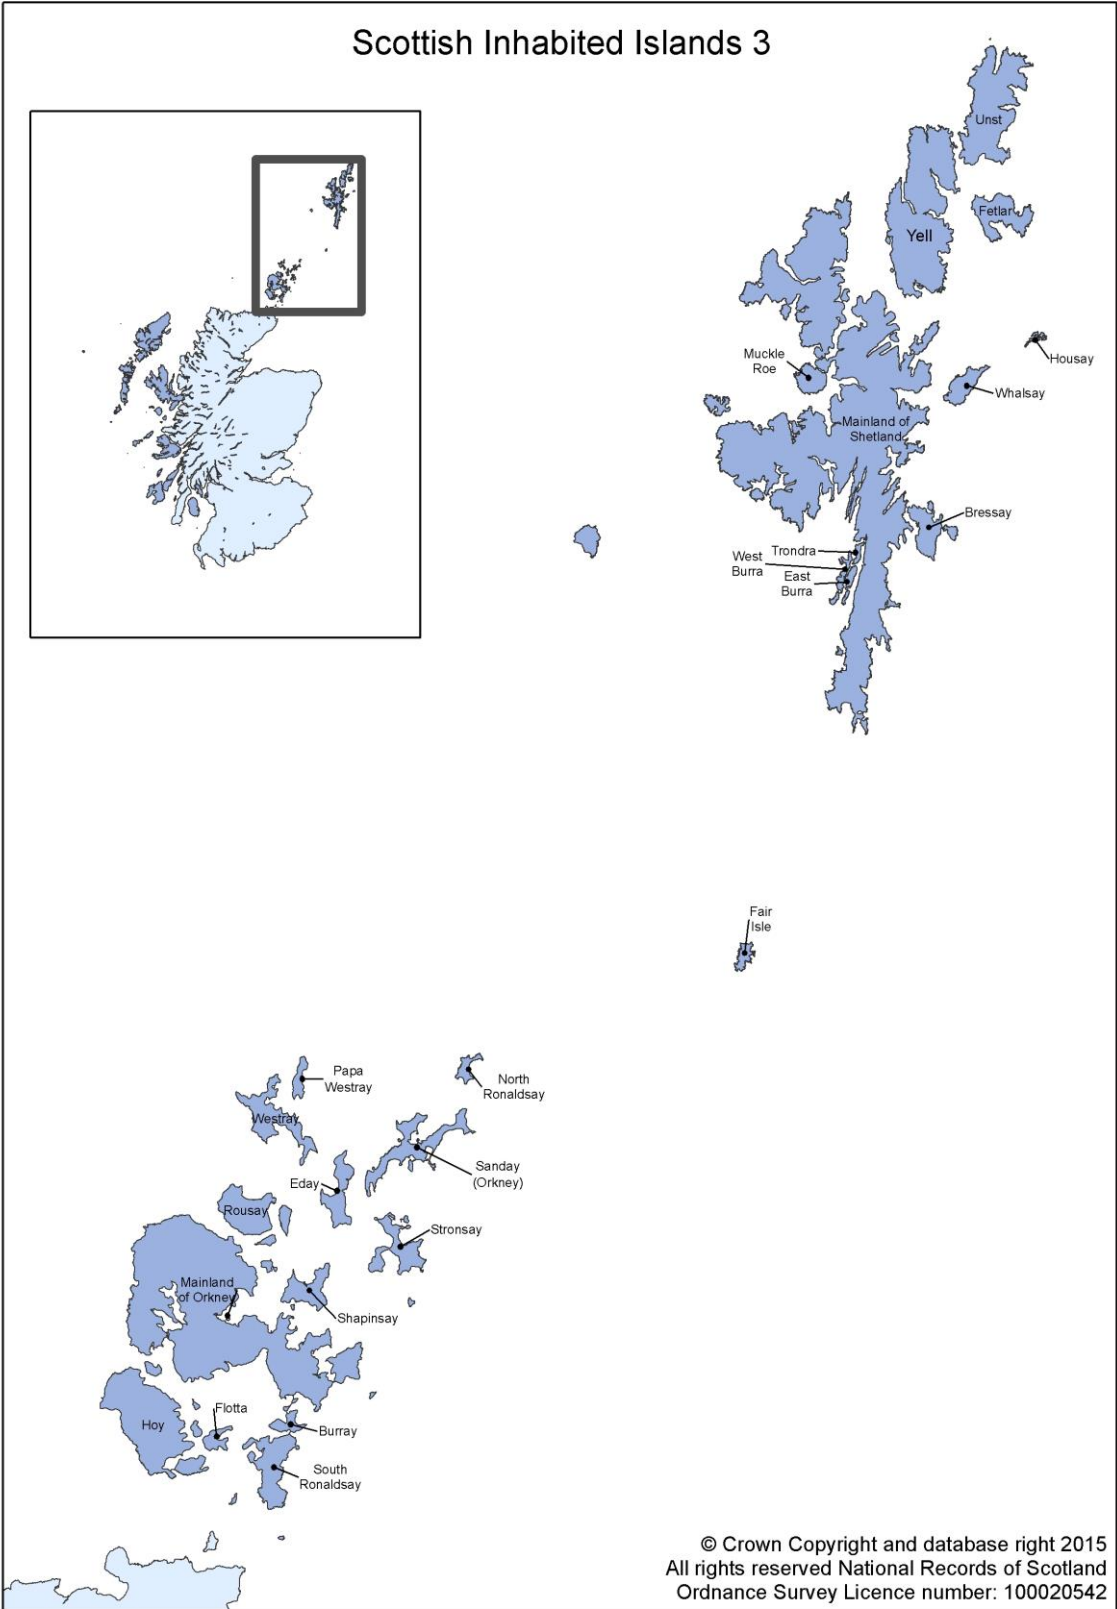 Scottish Inhabited Islands 3
Unst
Fetlar
Yell
Housay
Muckle
Roe
Whalsay
Mainland of
Shetland
Bressay
Trondra
West
Burra
East
Burra
Fair
Isle
Papa
Westray
North
Ronaldsay
Westray
Sanday
(Orkney)
Eday
Rousay
Stronsay
Mainland
of Orkney
Shapinsay
Flotta
Hoy
Burray
South
Ronaldsay
© Crown Copyright and database right 2015
All rights reserved National Records of Scotland
Ordnance Survey Licence number: 100020542